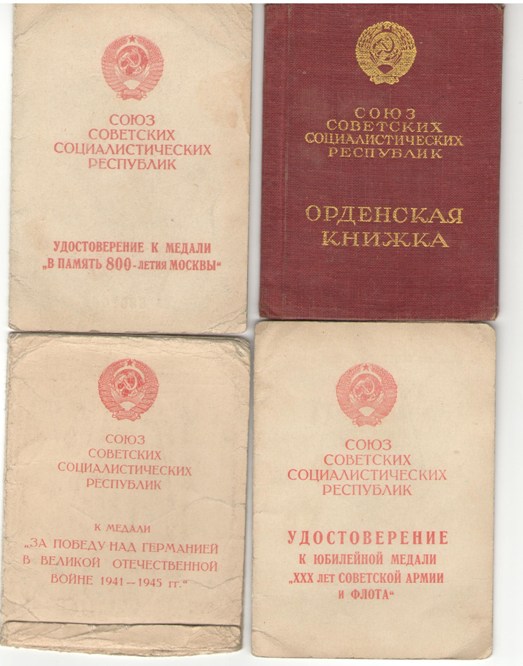 СОЮЗ
СОВЕТСКИХ
СОЦИАЛИСТИЧЕСКИХ
РЕСПУБЛИК
УДОСТОВЕРЕНИЕ К МЕДАЛИ
„В ПАМЯТЬ 800-ЛЕТИЯ МОСКВЫ“
СОЮЗ
СОВЕТСКИХ
СОЦИАЛИСТИЧЕСКИХ
РЕСПУБЛИК
ОРДЕНСКАЯ
КНИЖКА
СОЮЗ
СОВЕТСКИХ
СОЦИАЛИСТИЧЕСКИХ
РЕСПУБЛИК
К МЕДАЛИ
„ЗА ПОБЕДУ НАД ГЕРМАНИЕЙ
В ВЕЛИКОЙ ОТЕЧЕСТВЕННОЙ
ВОЙНЕ 1941—1945 гг.“
СОЮЗ
СОВЕТСКИХ
СОЦИАЛИСТИЧЕСКИХ
РЕСПУБЛИК
УДОСТОВЕРЕНИЕ
К ЮБИЛЕЙНОЙ МЕДАЛИ
„XXX ЛЕТ СОВЕТСКОЙ АРМИИ
И ФЛОТА“